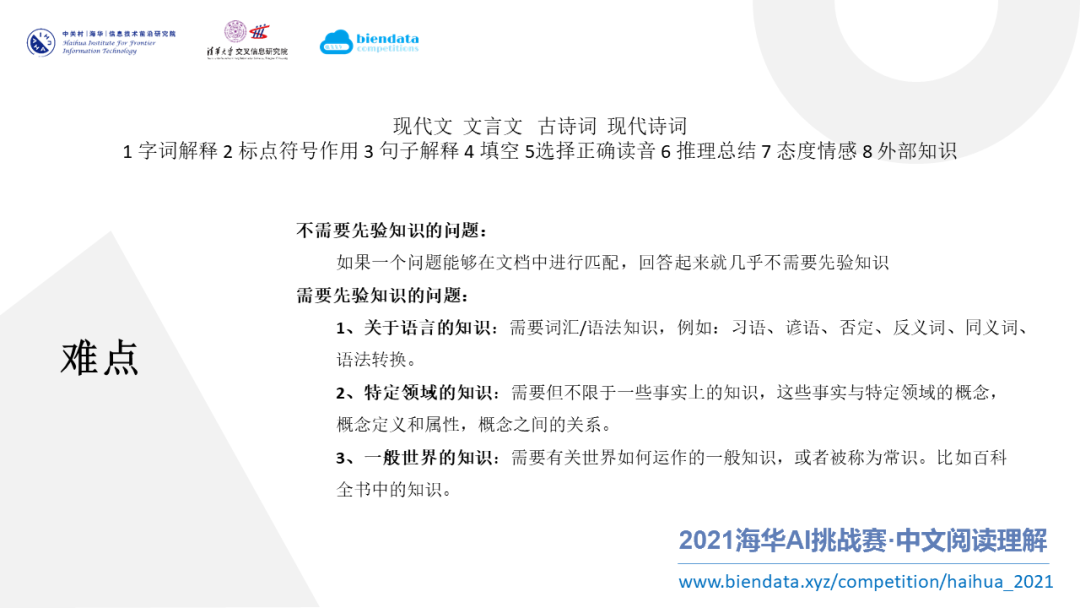 中关村|海华|信息技术前沿研究院
Haihua Institute For Frontier
Information Technology
清华大学 交叉信息研究院
biendata
competitions
现代文 文言文 古诗词 现代诗词
1 字词解释 2 标点符号作用 3 句子解释 4 填空 5选择正确读音 6 推理总结 7 态度情感 8 外部知识
不需要先验知识的问题：
如果一个问题能够在文档中进行匹配，回答起来就几乎不需要先验知识
需要先验知识的问题：
1、关于语言的知识：需要词汇/语法知识，例如：习语、谚语、否定、反义词、同义词、
语法转换。
难点
2、特定领域的知识：需要但不限于一些事实上的知识，这些事实与特定领域的概念，
概念定义和属性，概念之间的关系。
3、一般世界的知识：需要有关世界如何运作的一般知识，或者被称为常识。比如百科
全书中的知识。
2021海华AI挑战赛·中文阅读理解
www.biendata.xyz/competition/haihua_2021